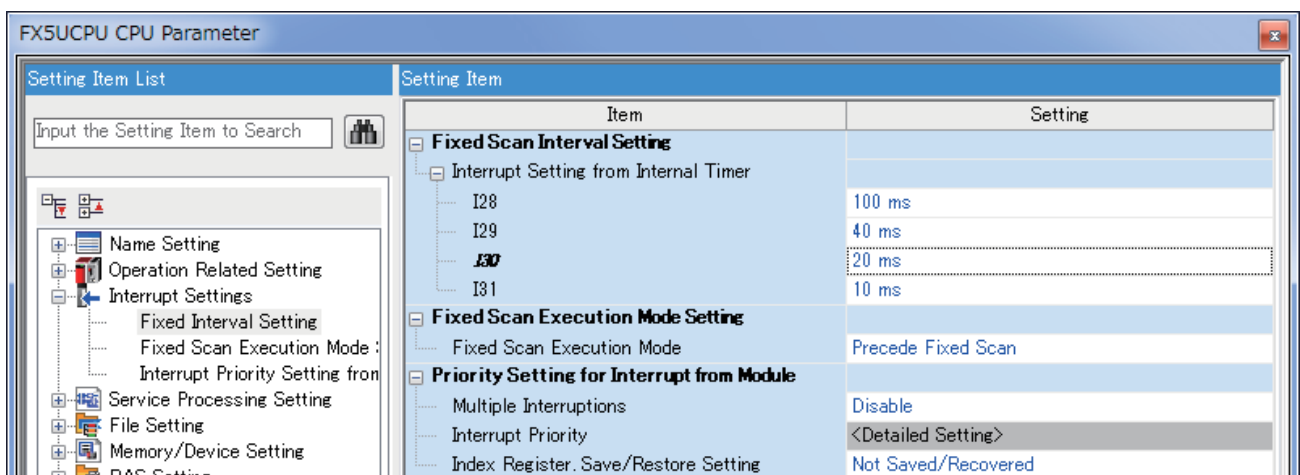 FX5UCPU CPU Parameter
x
Setting Item List
Setting Item
Input the Setting Item to Search
Name Setting
Operation Related Setting
Interrupt Settings
Fixed Interval Setting
Fixed Scan Execution Mode
Interrupt Priority Setting from
Service Processing Setting
File Setting
Memory/Device Setting
RAS Setting
Item Setting
Fixed Scan Interval Setting
Interrupt Setting from Internal Timer
I28 100 ms
I29 40 ms
I30 20 ms
I31 10 ms
Fixed Scan Execution Mode Setting
Fixed Scan Execution Mode Precede Fixed Scan
Priority Setting for Interrupt from Module
Multiple Interruptions Disable
Interrupt Priority <Detailed Setting>
Index Register, Save/Restore Setting Not Saved/Recovered